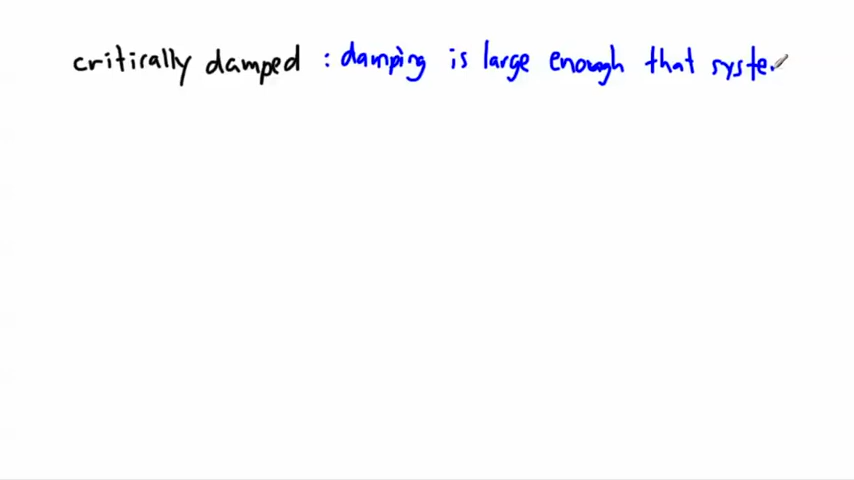 critically damped : damping is large enough that syste